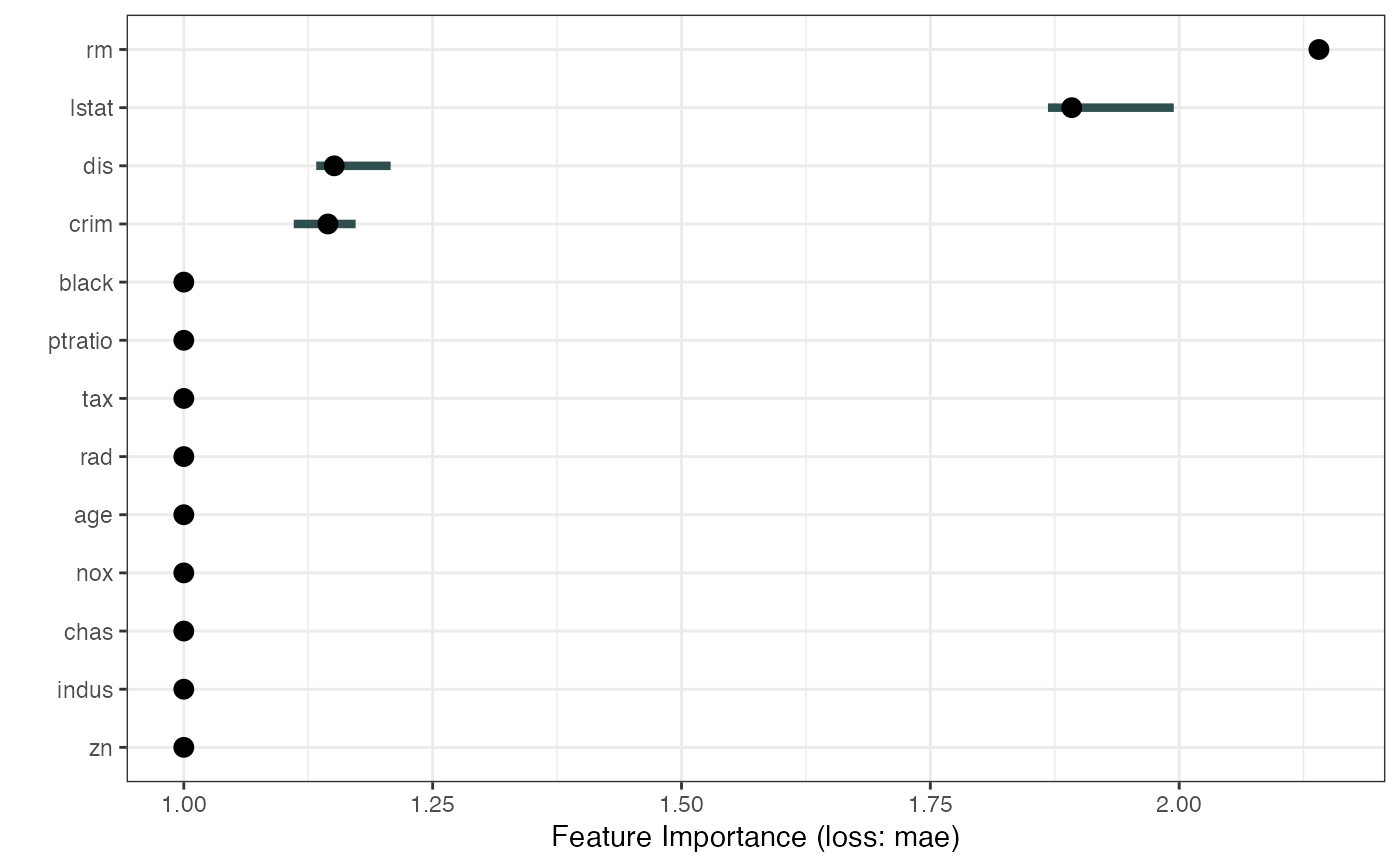 rm
lstat
dis
crim
black
ptratio
tax
rad
age
nox
chas
indus
zn
1.00 1.25 1.50 1.75 2.00
Feature Importance (loss: mae)